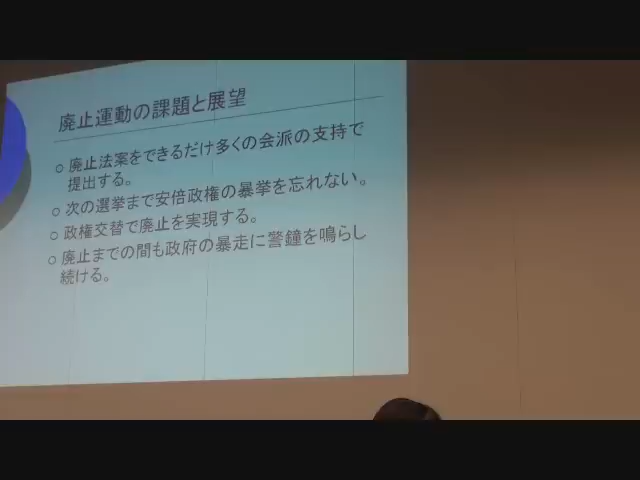 廃止運動の課題と展望
○ 廃止法案をできるだけ多くの会派の支持で
提出する。
○ 次の選挙まで安倍政権の暴挙を忘れない。
○ 政権交替で廃止を実現する。
○ 廃止までの間も政府の暴走に警鐘を鳴らし
続ける。